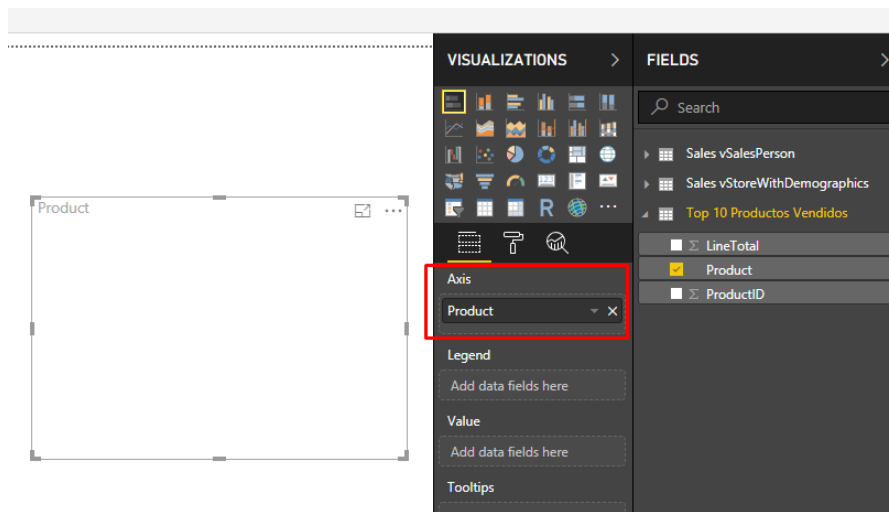 Product
VISUALIZATIONS
R
Axis
Product
Legend
Add data fields here
Value
Add data fields here
Tooltips
FIELDS
Search
Sales vSalesPerson
Sales vStoreWithDemographics
Top 10 Productos Vendidos
Σ LineTotal
Product
Σ ProductID